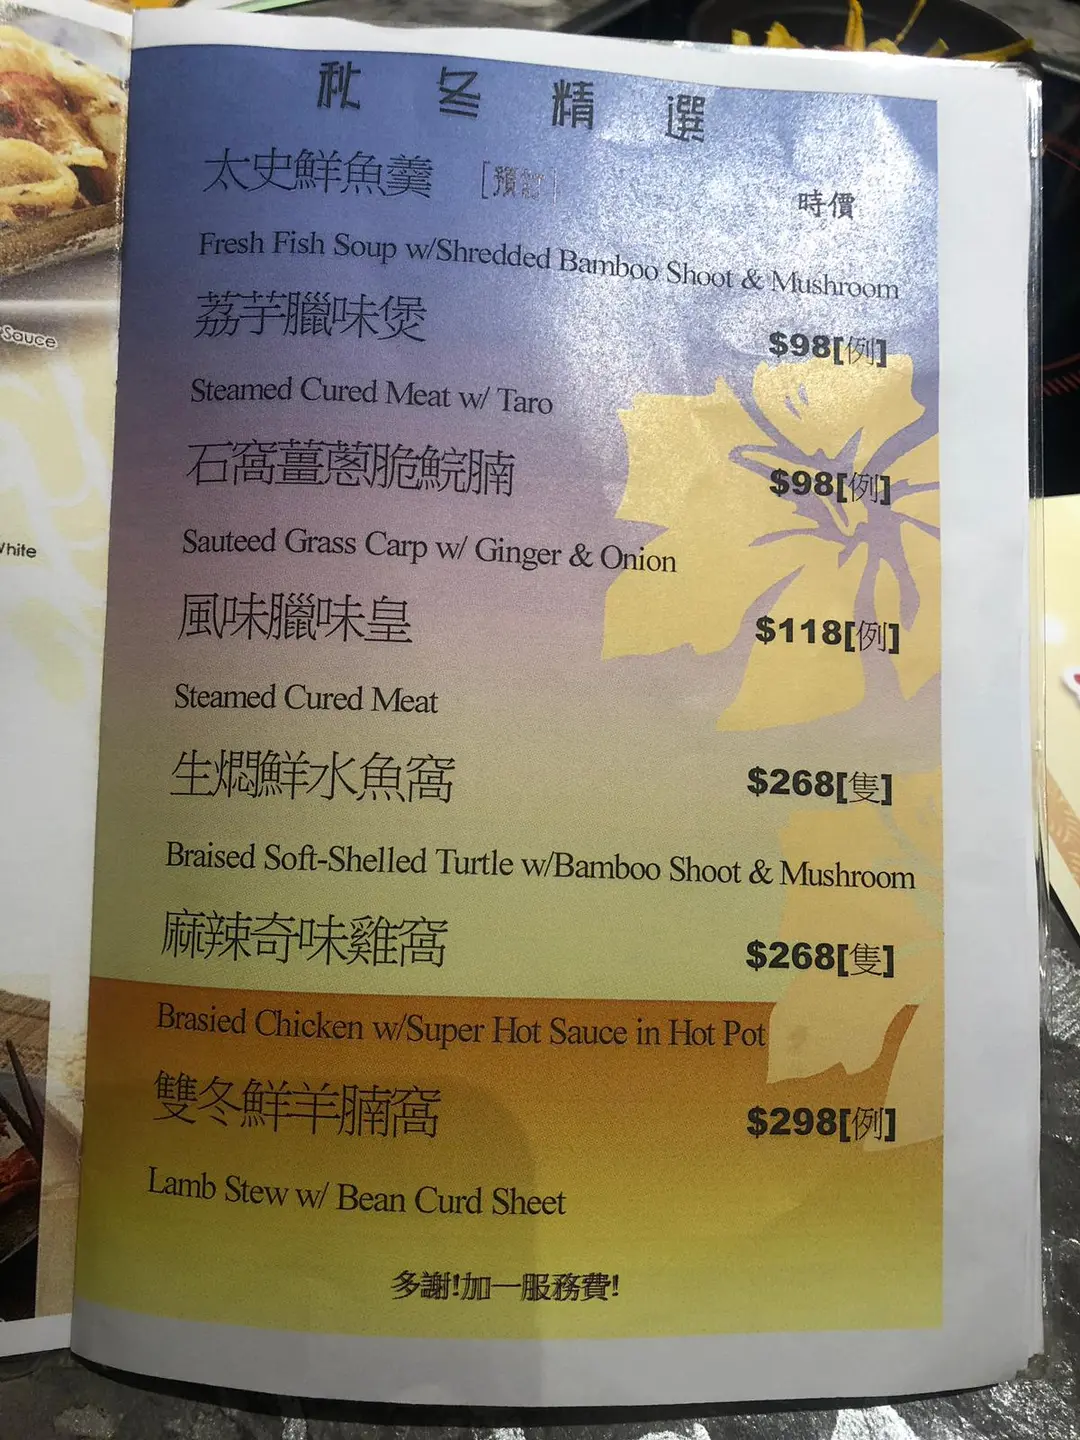 秋冬精選
太史鮮魚羹 [預訂] 時價
Fresh Fish Soup w/Shredded Bamboo Shoot & Mushroom
荔芋臘味煲 $98[例]
Steamed Cured Meat w/ Taro
石窩薑蔥脆鯇腩 $98[例]
Sauteed Grass Carp w/ Ginger & Onion
風味臘味皇 $118[例]
Steamed Cured Meat
生燜鮮水魚窩 $268[隻]
Braised Soft-Shelled Turtle w/Bamboo Shoot & Mushroom
麻辣奇味雞窩 $268[隻]
Brasied Chicken w/Super Hot Sauce in Hot Pot
雙冬鮮羊腩窩 $298[例]
Lamb Stew w/ Bean Curd Sheet
多謝!加一服務費!
Sauce
White